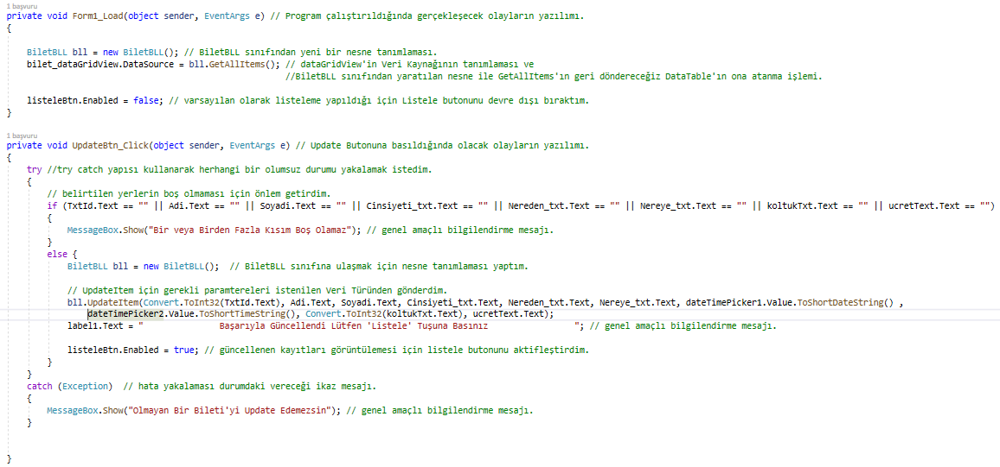 1 başvuru
private void Form1_Load(object sender, EventArgs e) // Program çalıştırıldığında gerçekleşecek olayların yazılımı.
{
BiletBLL bll = new BiletBLL(); // BiletBLL sınıfından yeni bir nesne tanımlaması.
bilet_dataGridView.DataSource = bll.GetAllItems(); // dataGridView'in Veri Kaynağının tanımlaması ve
//BiletBLL sınıfından yaratılan nesne ile GetAllItems'ın geri döndereceğiz DataTable'ın ona atanma işlemi.
listeleBtn.Enabled = false; // varsayılan olarak listeleme yapıldığı için Listele butonunu devre dışı bıraktım.
}
1 başvuru
private void UpdateBtn_Click(object sender, EventArgs e) // Update Butonuna basıldığında olacak olayların yazılımı.
{
try //try catch yapısı kullanarak herhangi bir olumsuz durumu yakalamak istedim.
{
// belirtilen yerlerin boş olmaması için önlem getirdim.
if (TxtId.Text == "" || Adi.Text == "" || Soyadi.Text == "" || Cinsiyeti_txt.Text == "" || Nereden_txt.Text == "" || Nereye_txt.Text == "" || koltukTxt.Text == "" || ucretText.Text == "")
{
MessageBox.Show("Bir veya Birden Fazla Kısım Boş Olamaz"); // genel amaçlı bilgilendirme mesajı.
}
else {
BiletBLL bll = new BiletBLL();  // BiletBLL sınıfına ulaşmak için nesne tanımlaması yaptım.
// UpdateItem için gerekli paramtereleri istenilen Veri Türünden gönderdim.
bll.UpdateItem(Convert.ToInt32(TxtId.Text), Adi.Text, Soyadi.Text, Cinsiyeti_txt.Text, Nereden_txt.Text, Nereye_txt.Text, dateTimePicker1.Value.ToShortDateString() ,
dateTimePicker2.Value.ToShortTimeString(), Convert.ToInt32(koltukTxt.Text), ucretText.Text);
label1.Text = "               Başarıyla Güncellendi Lütfen 'Listele' Tuşuna Basınız                 "; // genel amaçlı bilgilendirme mesajı.
listeleBtn.Enabled = true; // güncellenen kayıtları görüntülemesi için listele butonunu aktifleştirdim.
}
}
catch (Exception)  // hata yakalaması durumdaki vereceği ikaz mesajı.
{
MessageBox.Show("Olmayan Bir Bileti'yi Update Edemezsin"); // genel amaçlı bilgilendirme mesajı.
}
}